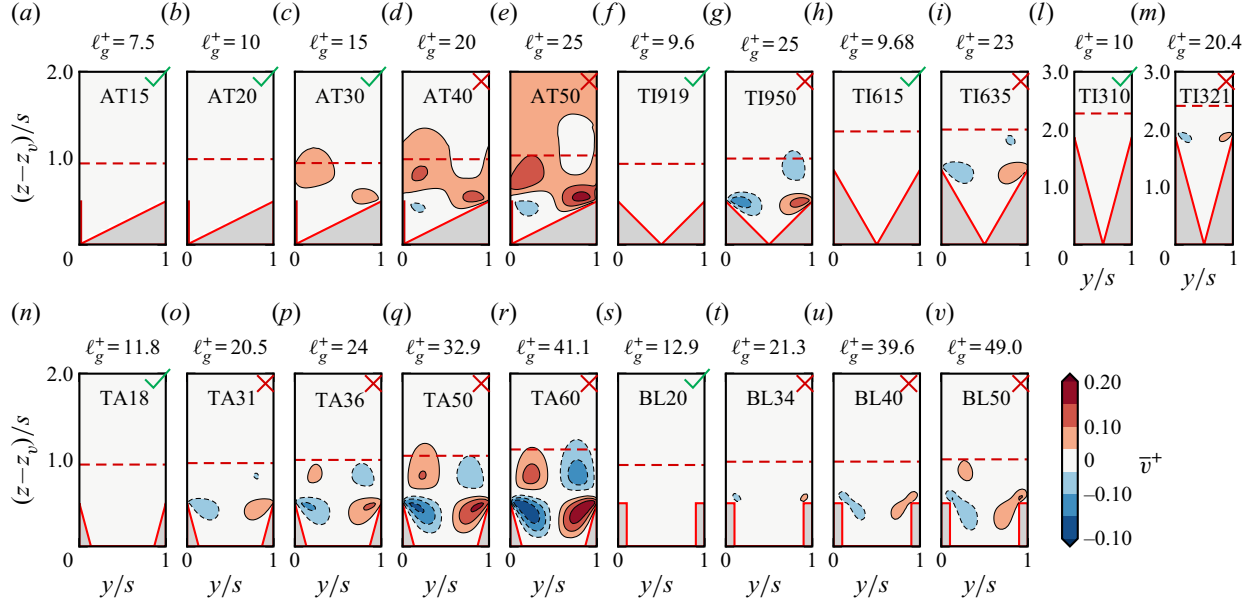 (a) (b) (c) (d) (e) (f) (g) (h) (i) (l) (m)
ℓg+ = 7.5 ℓg+ = 10 ℓg+ = 15 ℓg+ = 20 ℓg+ = 25 ℓg+ = 9.6 ℓg+ = 25 ℓg+ = 9.68 ℓg+ = 23 ℓg+ = 10 ℓg+ = 20.4
2.0 3.0 3.0
AT15 AT20 AT30 AT40 AT50 TI919 TI950 TI615 TI635 TI310 TI321
2.0 2.0
(z−zv)/s
1.0 1.0 1.0
0 1 0 1 0 1 0 1 0 1 0 1 0 1 0 1 0 1 0 1 0 1
y/s y/s
(n) (o) (p) (q) (r) (s) (t) (u) (v)
ℓg+ = 11.8 ℓg+ = 20.5 ℓg+ = 24 ℓg+ = 32.9 ℓg+ = 41.1 ℓg+ = 12.9 ℓg+ = 21.3 ℓg+ = 39.6 ℓg+ = 49.0
2.0
TA18 TA31 TA36 TA50 TA60 BL20 BL34 BL40 BL50
(z−zv)/s
1.0
0
0 1 0 1 0 1 0 1 0 1 0 1 0 1 0 1 0 1
y/s y/s y/s y/s y/s y/s y/s y/s y/s
0.20
0.10
0
−0.10
−0.10
v̅+